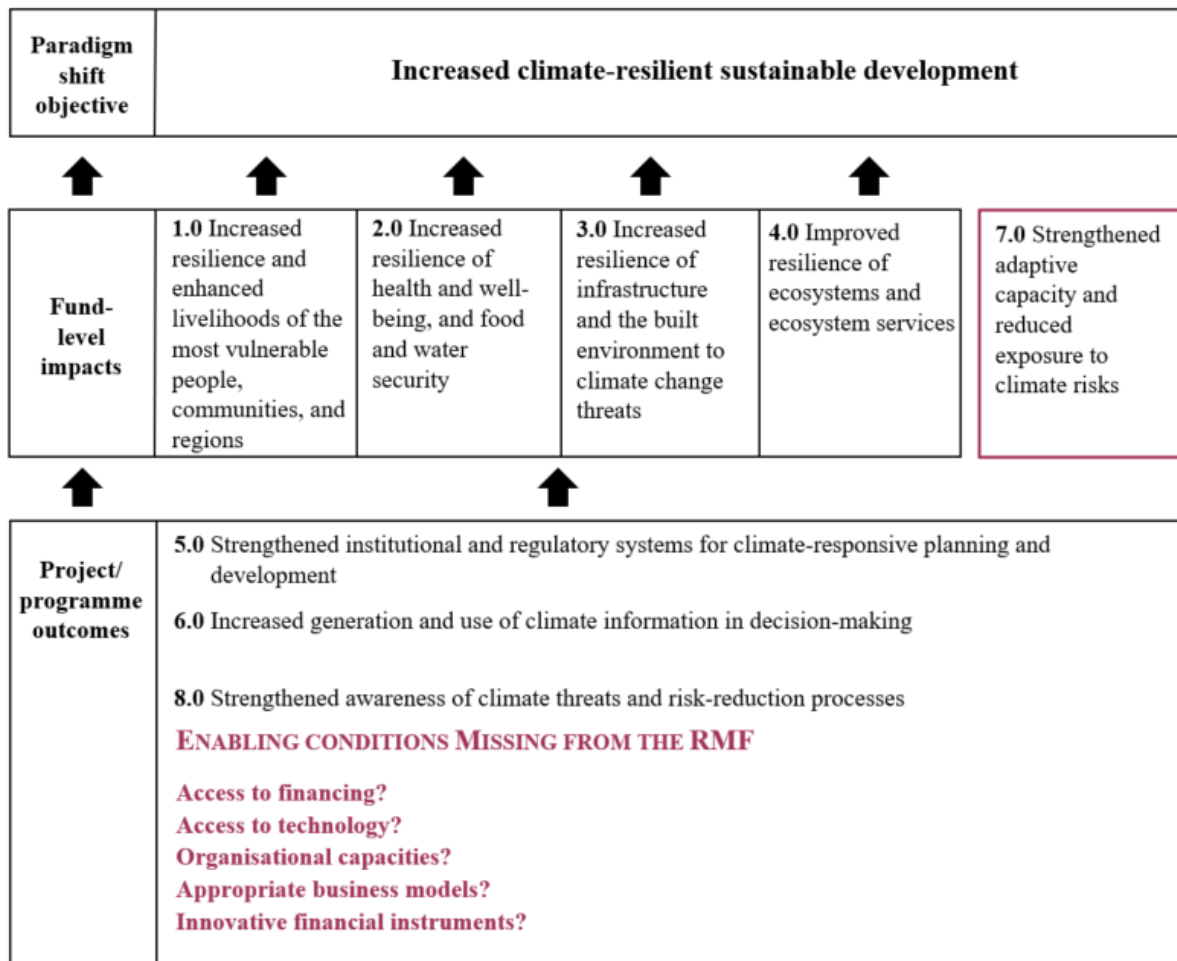 Paradigm
shift
objective
Increased climate-resilient sustainable development
Fund-
level
impacts
1.0 Increased
resilience and
enhanced
livelihoods of the
most vulnerable
people,
communities, and
regions
2.0 Increased
resilience of
health and well-
being, and food
and water
security
3.0 Increased
resilience of
infrastructure
and the built
environment to
climate change
threats
4.0 Improved
resilience of
ecosystems and
ecosystem services
7.0 Strengthened
adaptive
capacity and
reduced
exposure to
climate risks
Project/
programme
outcomes
5.0 Strengthened institutional and regulatory systems for climate-responsive planning and
development
6.0 Increased generation and use of climate information in decision-making
8.0 Strengthened awareness of climate threats and risk-reduction processes
ENABLING CONDITIONS MISSING FROM THE RMF
Access to financing?
Access to technology?
Organisational capacities?
Appropriate business models?
Innovative financial instruments?